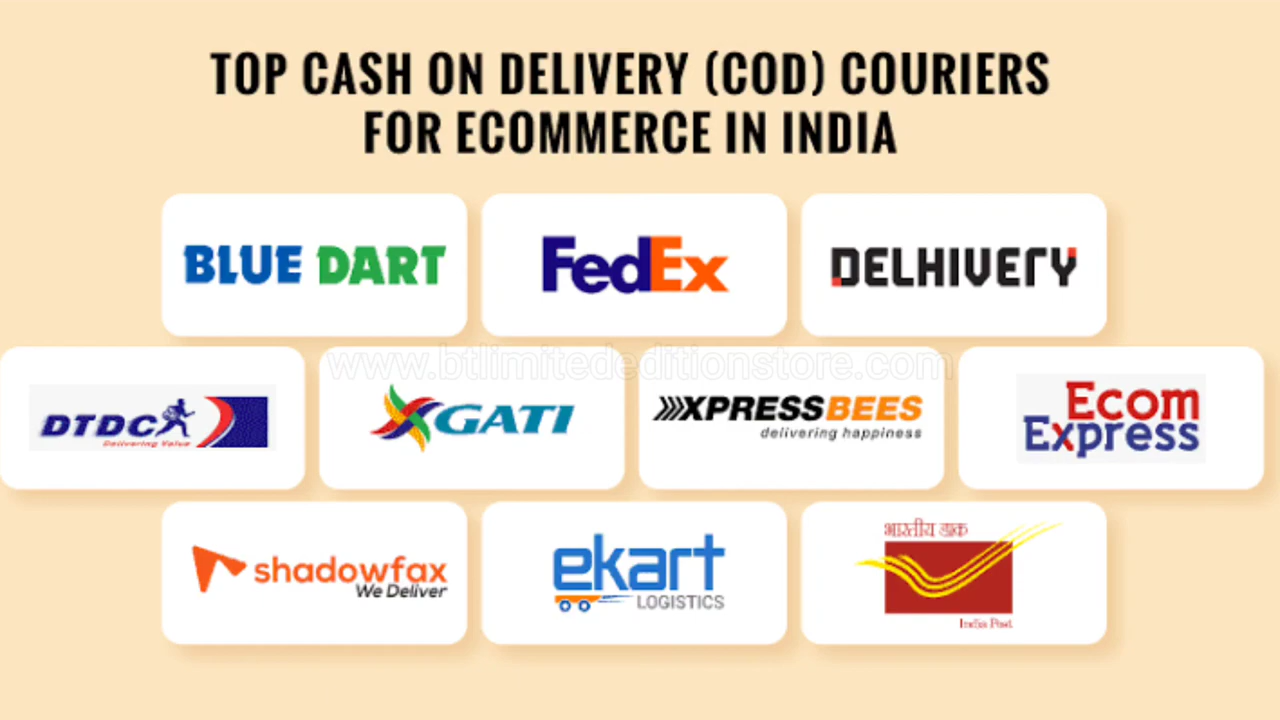 TOP CASH ON DELIVERY (COD) COURIERS
FOR ECOMMERCE IN INDIA
BLUE DART
FedEx
DELHIVERY
www.btlimitededitionstore.com
DTDC
Delivering Value
GATI
XPRESSBEES
delivering happiness
Ecom
Express
shadowfax
We Deliver
ekart
LOGISTICS
भारतीय डाक
India Post